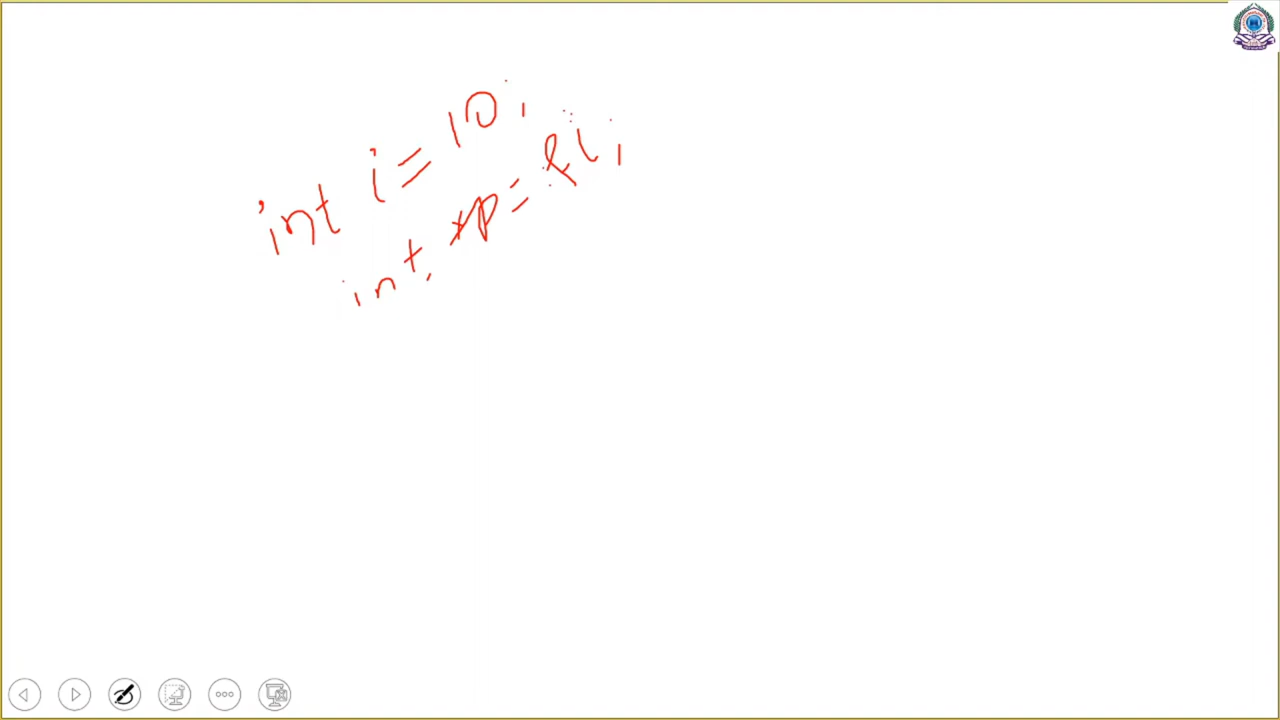 int i = 10;
int *p = &i;